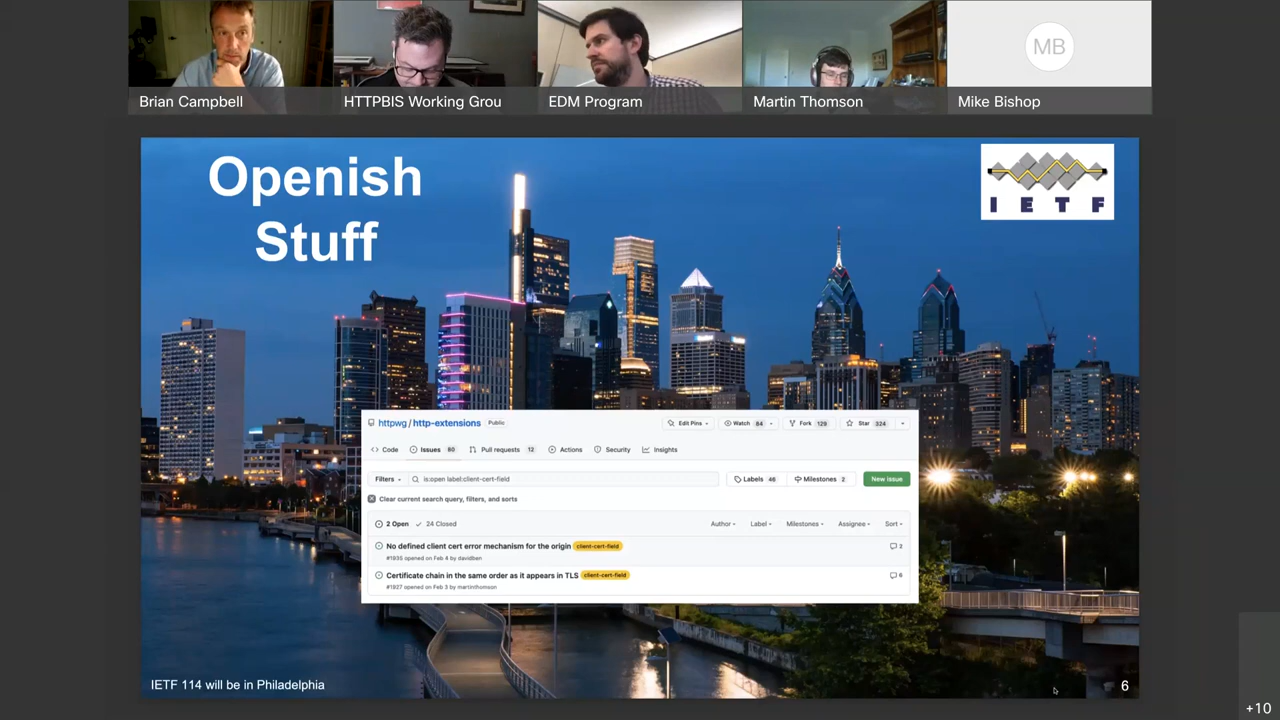 MB
Brian Campbell
HTTPBIS Working Grou
EDM Program
Martin Thomson
Mike Bishop
Openish
Stuff
IETF
httpwg / http-extensions Public
Edit Pins
Watch 84
Fork 129
Star 324
Code
Issues 80
Pull requests 12
Actions
Security
Insights
Filters
is:open label:client-cert-field
Labels 46
Milestones 2
New issue
Clear current search query, filters, and sorts
2 Open
24 Closed
Author
Label
Milestones
Assignee
Sort
No defined client cert error mechanism for the origin client-cert-field
2
#1935 opened on Feb 4 by davidben
Certificate chain in the same order as it appears in TLS client-cert-field
6
#1927 opened on Feb 3 by martinthomson
IETF 114 will be in Philadelphia
6
+10